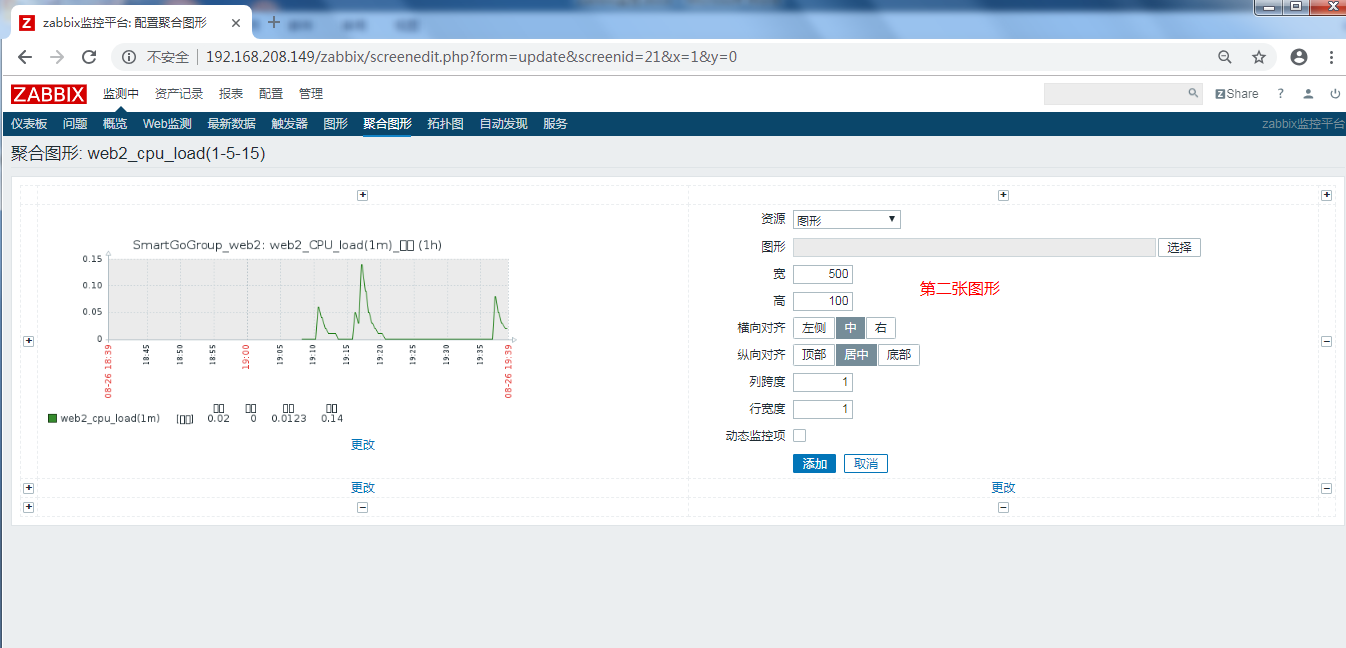 zabbix监控平台: 配置聚合图形
不安全 192.168.208.149/zabbix/screenedit.php?form=update&screenid=21&x=1&y=0
ZABBIX 监测中 资产记录 报表 配置 管理 Share ?
仪表板 问题 概览 Web监测 最新数据 触发器 图形 聚合图形 拓扑图 自动发现 服务 zabbix监控平台
聚合图形: web2_cpu_load(1-5-15)
SmartGoGroup_web2: web2_CPU_load(1m)_□□ (1h)
0.15
0.10
0.05
0
08-26 18:39 18:45 18:50 18:55 19:00 19:05 19:10 19:15 19:20 19:25 19:30 19:35 08-26 19:39
□□ □□ □□ □□
web2_cpu_load(1m) [□□] 0.02 0 0.0123 0.14
更改
资源 图形
图形 选择
宽 500
第二张图形
高 100
横向对齐 左侧 中 右
纵向对齐 顶部 居中 底部
列跨度 1
行宽度 1
动态监控项
添加 取消
更改 更改